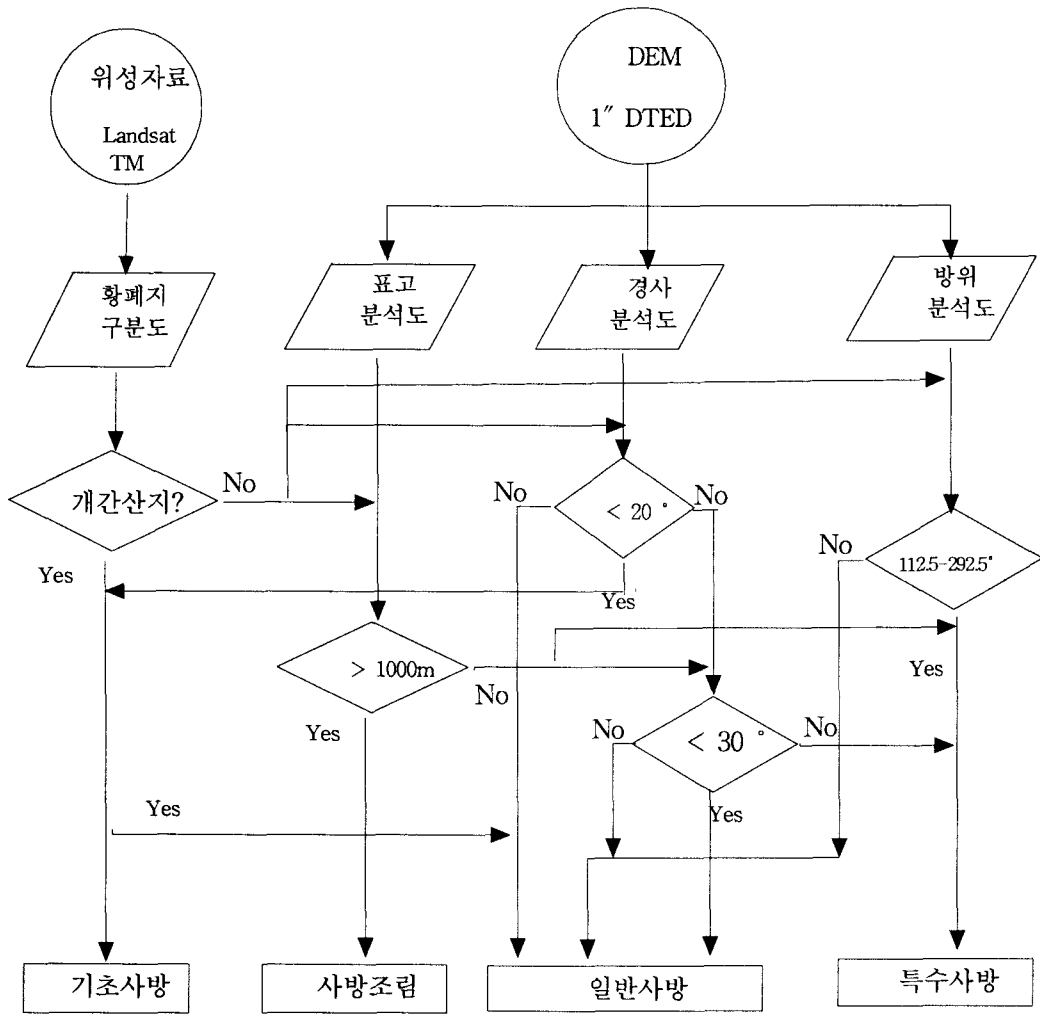 위성자료
Landsat
TM
DEM
1″ DTED
황폐지
구분도
표고
분석도
경사
분석도
방위
분석도
개간산지?
No
No
< 20 °
No
No
112.5-292.5°
Yes
Yes
> 1000m
No
Yes
Yes
No
< 30 °
No
Yes
Yes
기초사방
사방조림
일반사방
특수사방